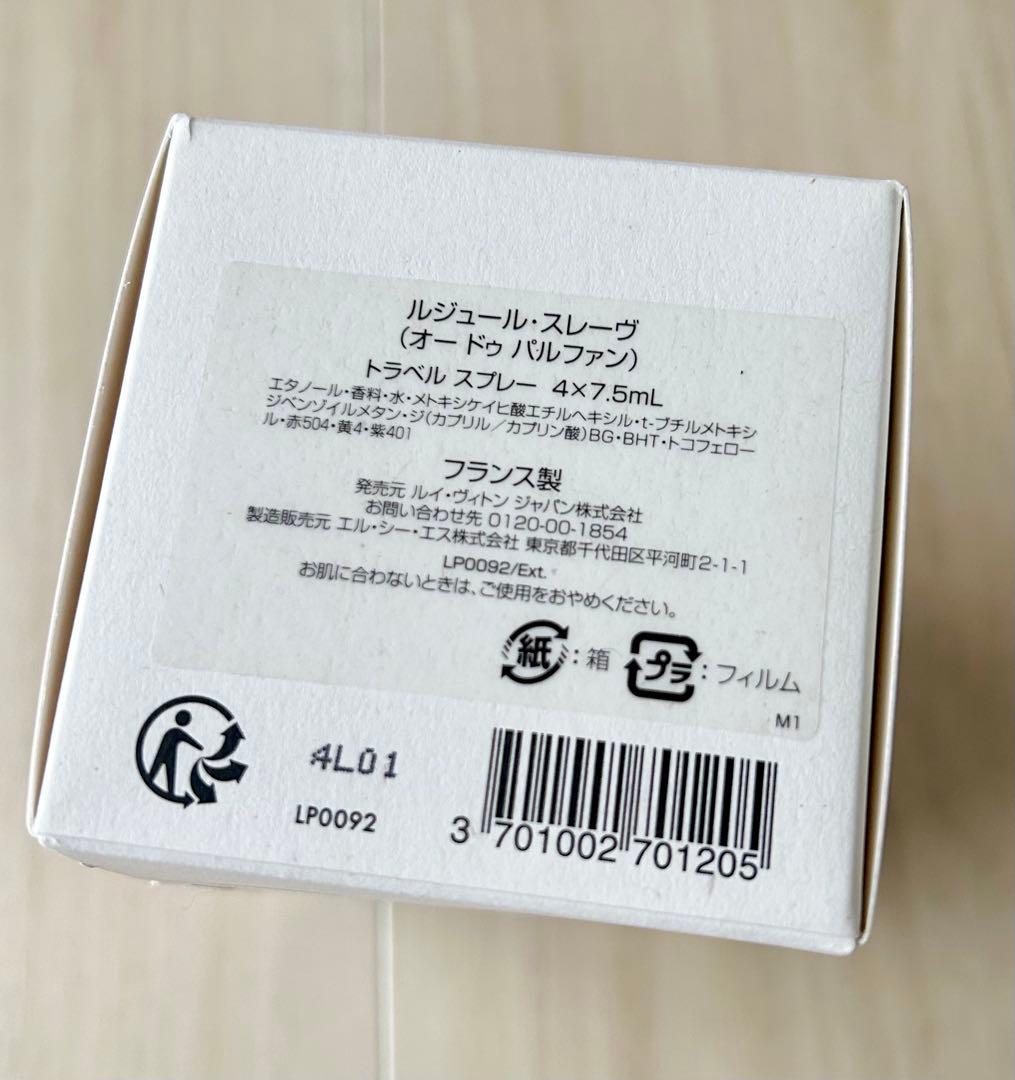 ルジュール・スレーヴ
（オー ドゥ パルファン）
トラベル スプレー 4×7.5mL
エタノール・香料・水・メトキシケイヒ酸エチルヘキシル・t-ブチルメトキシ
ジベンゾイルメタン・ジ（カプリル／カプリン酸）BG・BHT・トコフェロー
ル・赤504・黄4・紫401
フランス製
発売元 ルイ・ヴィトン ジャパン株式会社
お問い合わせ先 0120-00-1854
製造販売元 エル・シー・エス株式会社 東京都千代田区平河町2-1-1
LP0092/Ext.
お肌に合わないときは、ご使用をおやめください。
紙：箱 プラ：フィルム
M1
4L01
LP0092
3 701002 701205